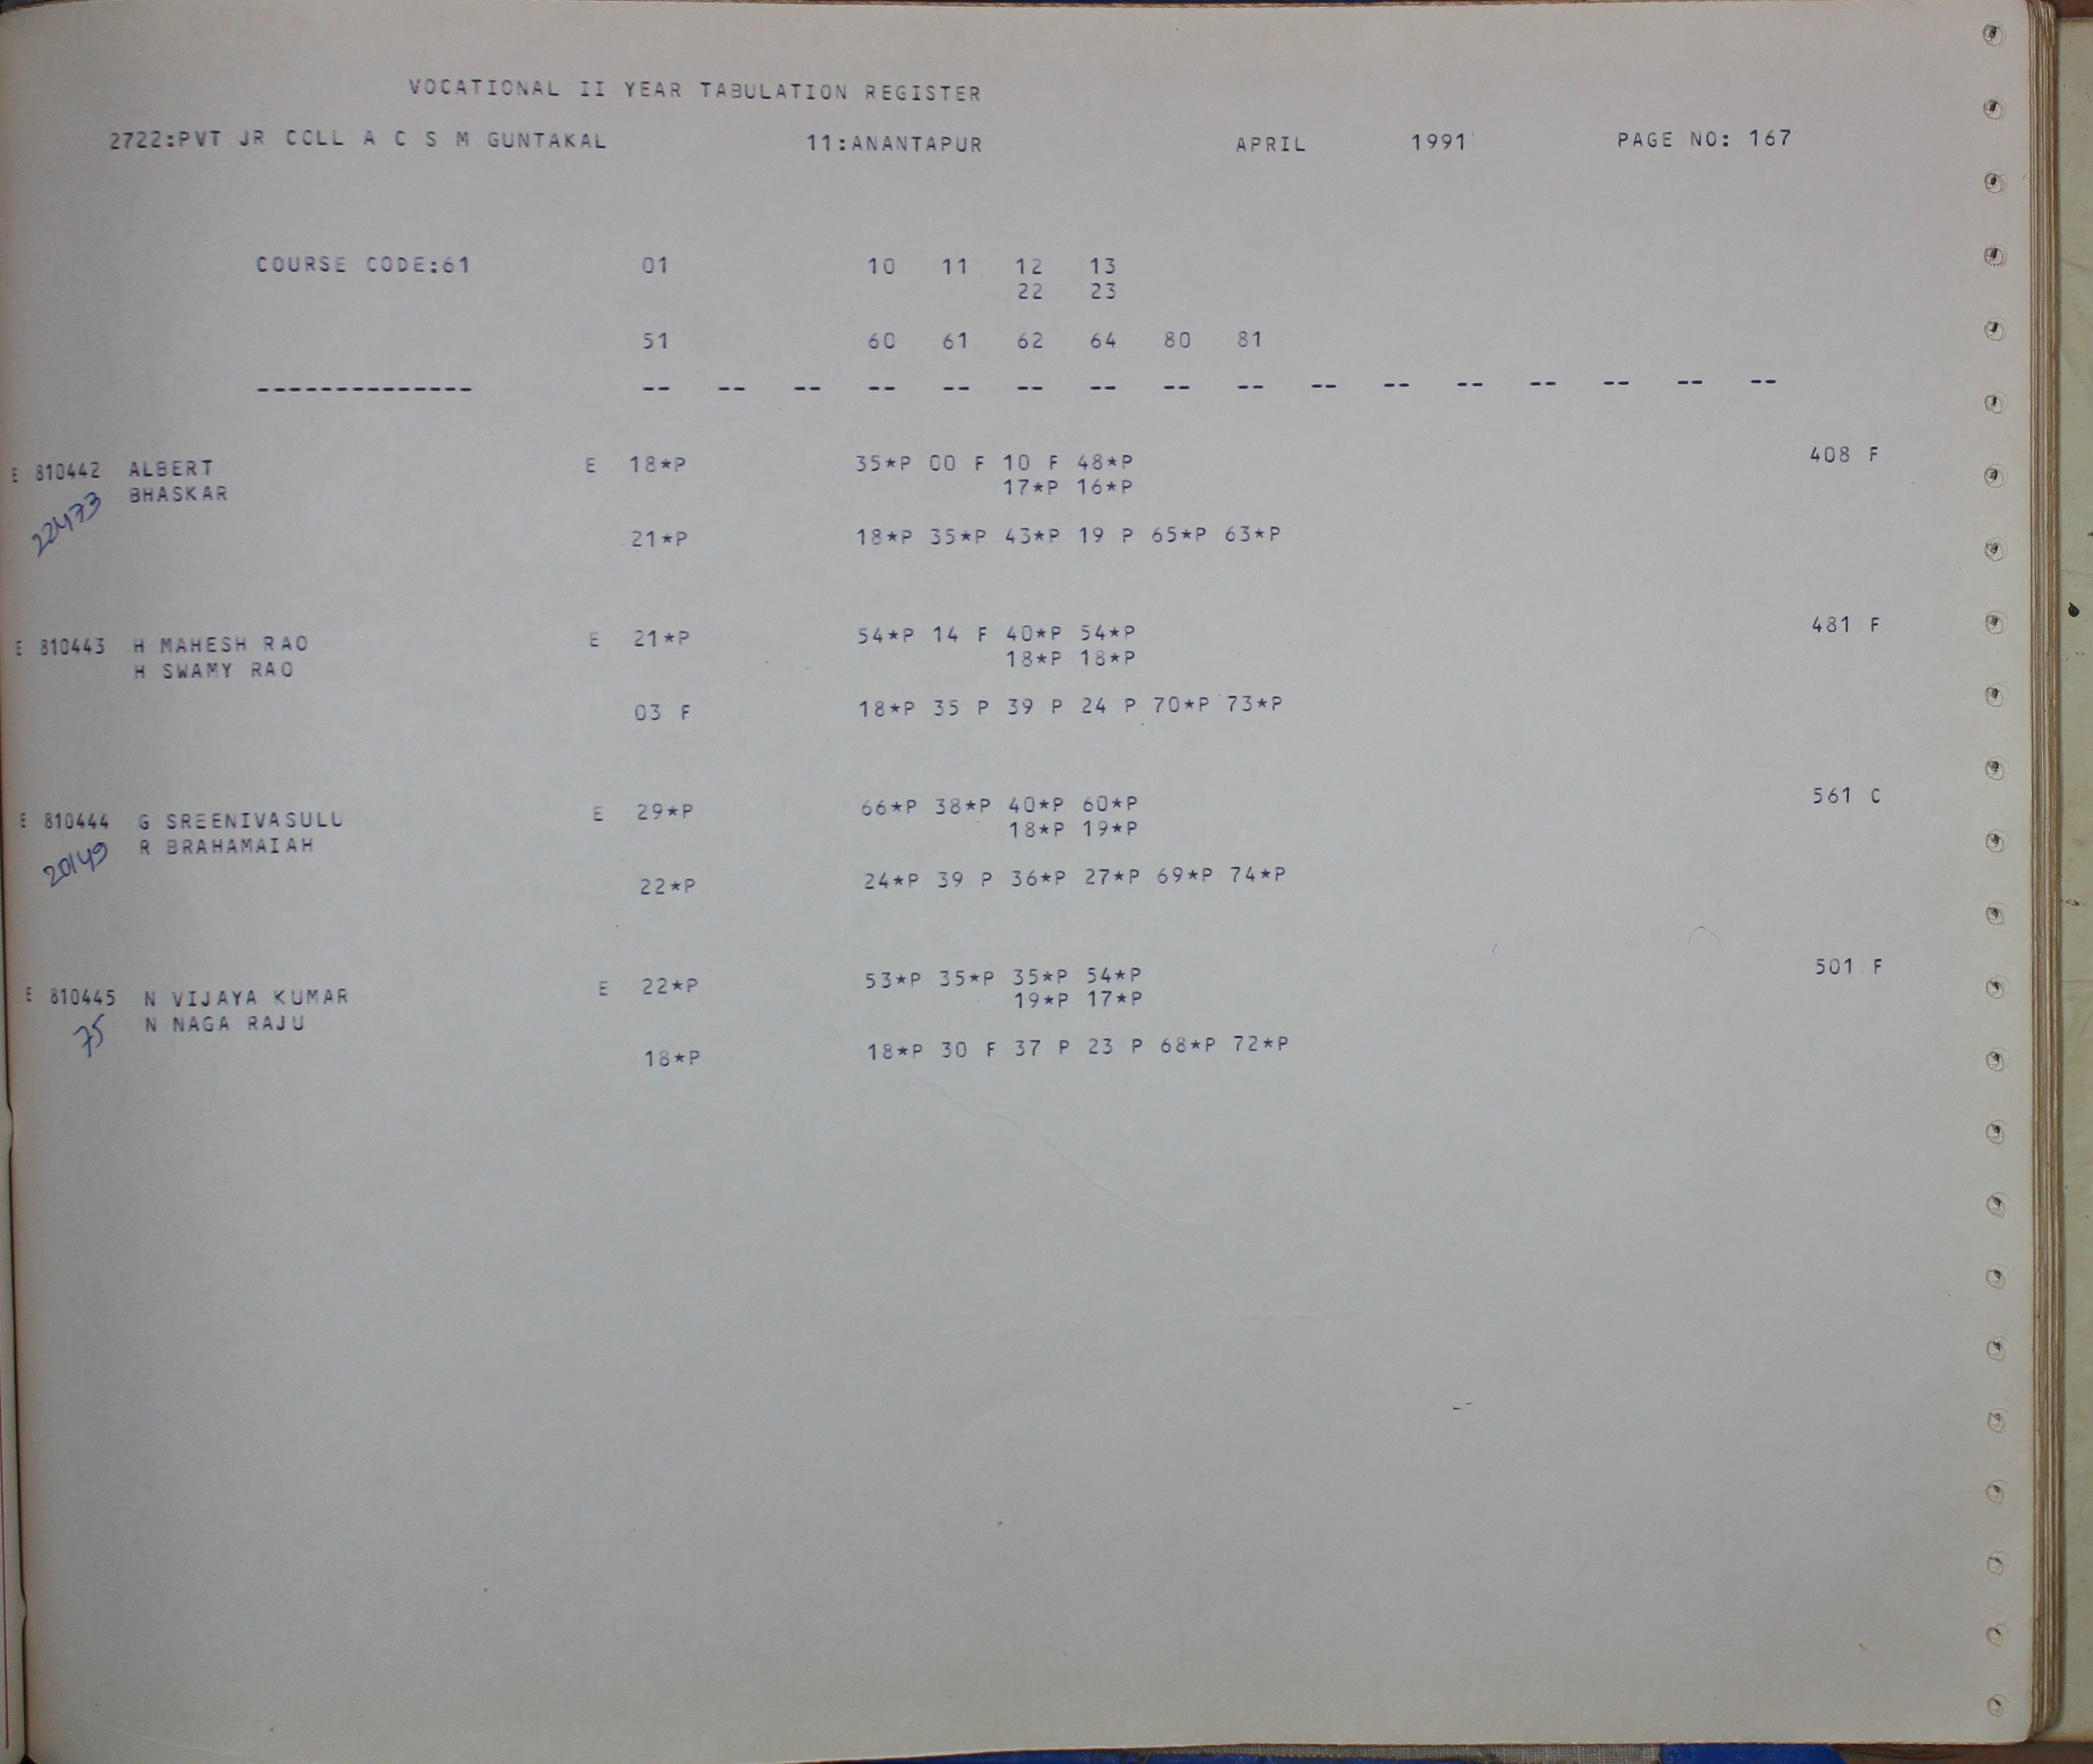 VOCATIONAL II YEAR TABULATION REGISTER
2722:PVT JR COLL A C S M GUNTAKAL 11:ANANTAPUR APRIL 1991 PAGE NO: 167
COURSE CODE:61 01 10 11 12 13
22 23
51 60 61 62 64 80 81
-------------- -- -- -- -- -- -- -- -- -- -- -- -- -- -- -- --
E 810442 ALBERT E 18*P 35*P 00 F 10 F 48*P 408 F
BHASKAR 17*P 16*P
22473
21*P 18*P 35*P 43*P 19 P 65*P 63*P
E 810443 H MAHESH RAO E 21*P 54*P 14 F 40*P 54*P 481 F
H SWAMY RAO 18*P 18*P
03 F 18*P 35 P 39 P 24 P 70*P 73*P
E 810444 G SREENIVASULU E 29*P 66*P 38*P 40*P 60*P 561 C
R BRAHAMAIAH 18*P 19*P
20149
22*P 24*P 39 P 36*P 27*P 69*P 74*P
E 810445 N VIJAYA KUMAR E 22*P 53*P 35*P 35*P 54*P 501 F
N NAGA RAJU 19*P 17*P
75
18*P 18*P 30 F 37 P 23 P 68*P 72*P